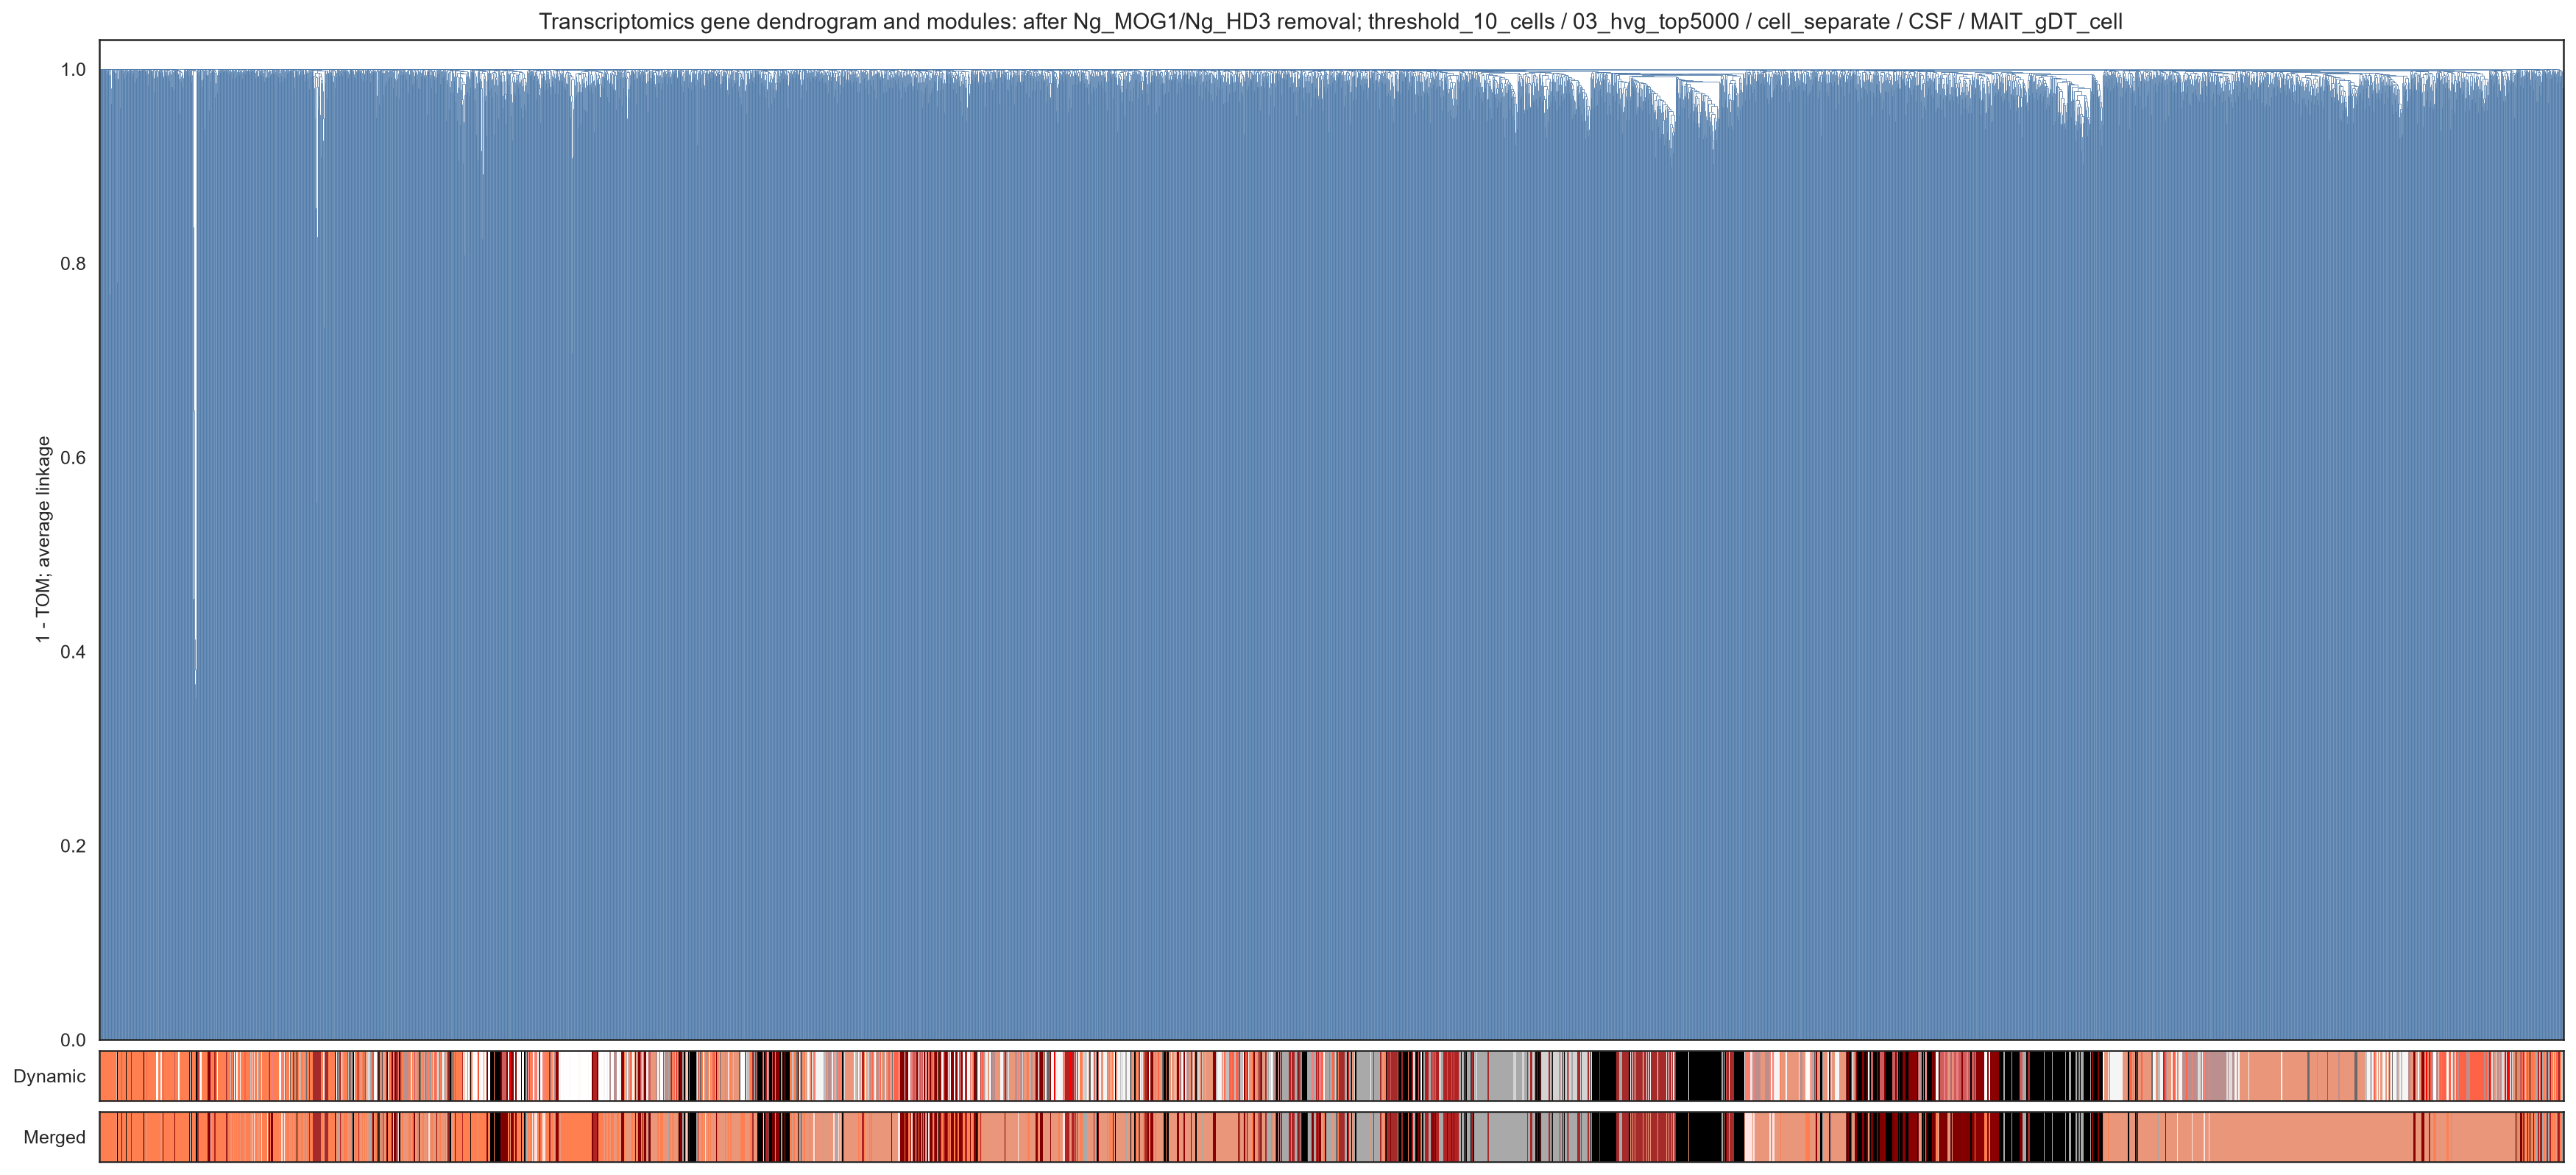 Transcriptomics gene dendrogram and modules: after Ng_MOG1/Ng_HD3 removal; threshold_10_cells / 03_hvg_top5000 / cell_separate / CSF / MAIT_gDT_cell
1.0
0.8
0.6
0.4
0.2
0.0
1 - TOM; average linkage
Dynamic
Merged